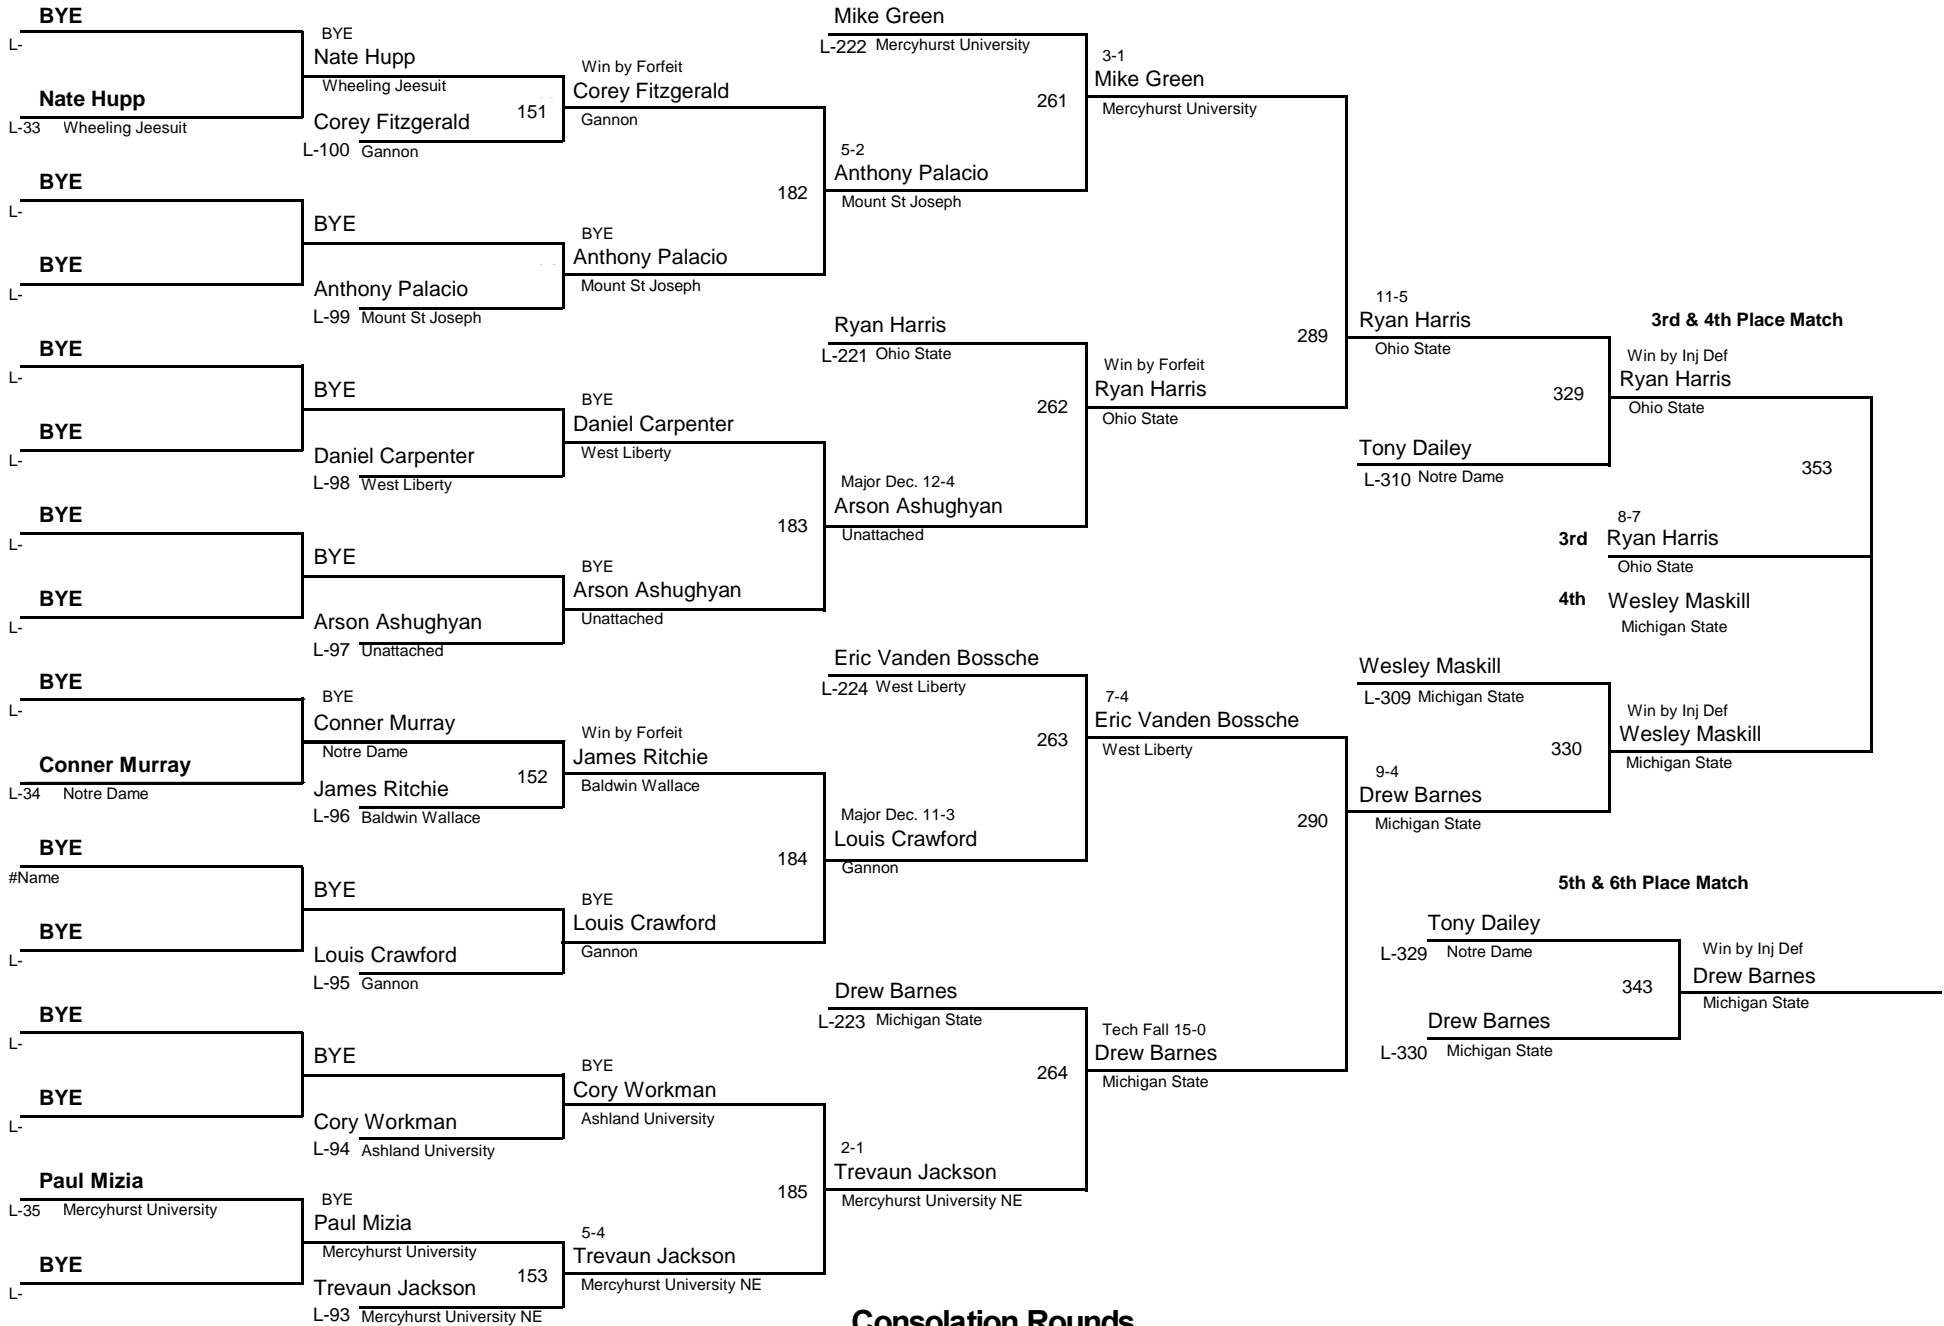 BYE
L-
Nate Hupp
L-33 Wheeling Jeesuit
BYE
L-
BYE
L-
BYE
L-
BYE
L-
BYE
L-
BYE
L-
BYE
L-
Conner Murray
L-34 Notre Dame
BYE
#Name
BYE
L-
BYE
L-
BYE
L-
Paul Mizia
L-35 Mercyhurst University
BYE
L-
BYE
Nate Hupp
Wheeling Jeesuit
151
Corey Fitzgerald
L-100 Gannon
BYE
Anthony Palacio
L-99 Mount St Joseph
BYE
Daniel Carpenter
L-98 West Liberty
BYE
Arson Ashughyan
L-97 Unattached
BYE
Conner Murray
Notre Dame
152
James Ritchie
L-96 Baldwin Wallace
BYE
Louis Crawford
L-95 Gannon
BYE
Cory Workman
L-94 Ashland University
BYE
Paul Mizia
Mercyhurst University
153
Trevaun Jackson
L-93 Mercyhurst University NE
Win by Forfeit
Corey Fitzgerald
Gannon
182
BYE
Anthony Palacio
Mount St Joseph
BYE
Daniel Carpenter
West Liberty
183
BYE
Arson Ashughyan
Unattached
Win by Forfeit
James Ritchie
Baldwin Wallace
184
BYE
Louis Crawford
Gannon
BYE
Cory Workman
Ashland University
185
5-4
Trevaun Jackson
Mercyhurst University NE
Mike Green
L-222 Mercyhurst University
261
5-2
Anthony Palacio
Mount St Joseph
Ryan Harris
L-221 Ohio State
262
Major Dec. 12-4
Arson Ashughyan
Unattached
Eric Vanden Bossche
L-224 West Liberty
263
Major Dec. 11-3
Louis Crawford
Gannon
Drew Barnes
L-223 Michigan State
264
2-1
Trevaun Jackson
Mercyhurst University NE
3-1
Mike Green
Mercyhurst University
289
Win by Forfeit
Ryan Harris
Ohio State
7-4
Eric Vanden Bossche
West Liberty
290
Tech Fall 15-0
Drew Barnes
Michigan State
11-5
Ryan Harris
Ohio State
329
Tony Dailey
L-310 Notre Dame
Wesley Maskill
L-309 Michigan State
330
9-4
Drew Barnes
Michigan State
3rd & 4th Place Match
Win by Inj Def
Ryan Harris
Ohio State
353
8-7
3rd Ryan Harris
Ohio State
4th Wesley Maskill
Michigan State
Win by Inj Def
Wesley Maskill
Michigan State
5th & 6th Place Match
Tony Dailey
L-329 Notre Dame
343
Drew Barnes
L-330 Michigan State
Win by Inj Def
Drew Barnes
Michigan State
Consolation Rounds